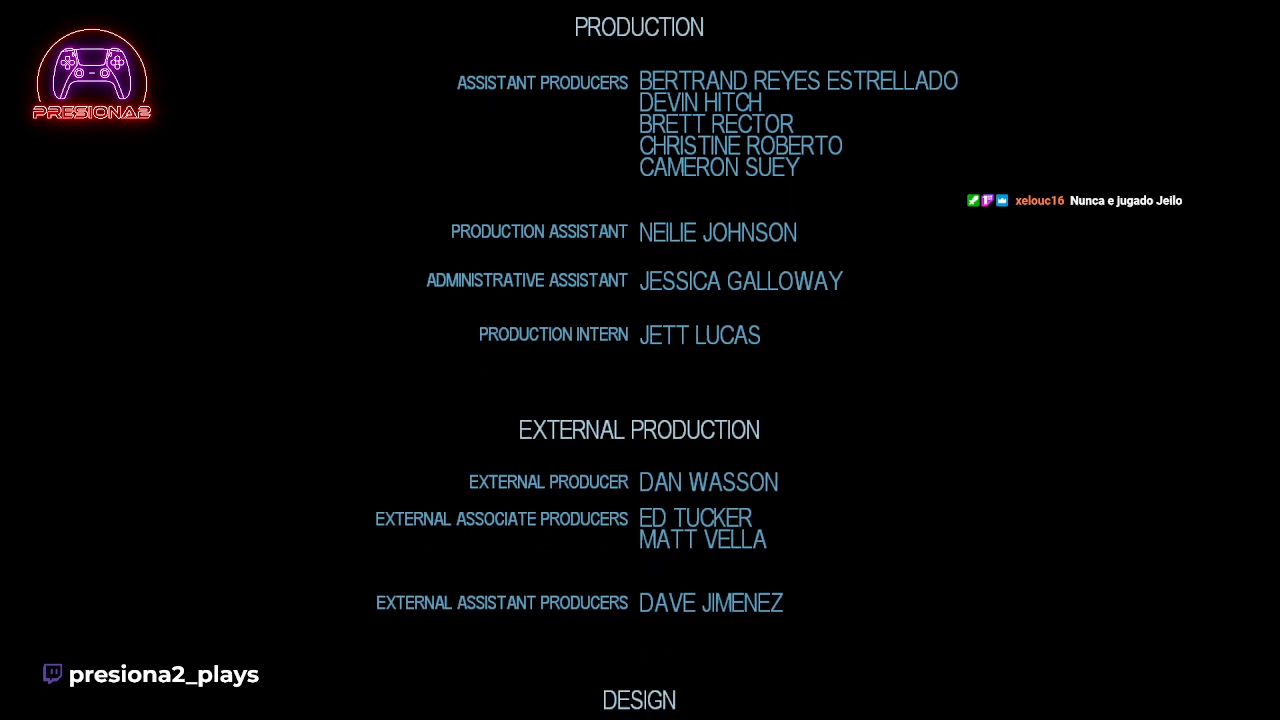 PRODUCTION
PRESIONA2
ASSISTANT PRODUCERS BERTRAND REYES ESTRELLADO
DEVIN HITCH
BRETT RECTOR
CHRISTINE ROBERTO
CAMERON SUEY
xelouc16 Nunca e jugado Jeilo
PRODUCTION ASSISTANT NEILIE JOHNSON
ADMINISTRATIVE ASSISTANT JESSICA GALLOWAY
PRODUCTION INTERN JETT LUCAS
EXTERNAL PRODUCTION
EXTERNAL PRODUCER DAN WASSON
EXTERNAL ASSOCIATE PRODUCERS ED TUCKER
MATT VELLA
EXTERNAL ASSISTANT PRODUCERS DAVE JIMENEZ
presiona2_plays
DESIGN